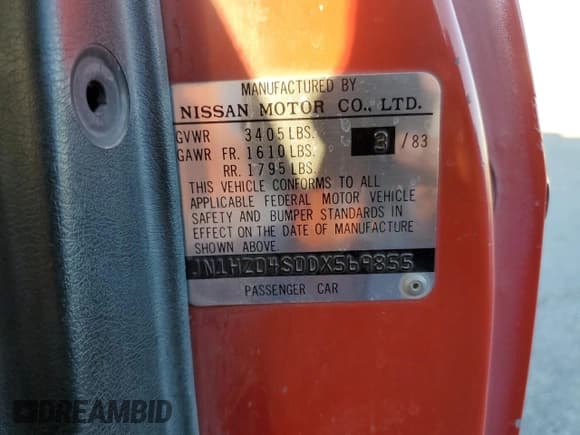 MANUFACTURED BY
NISSAN MOTOR CO., LTD.
GVWR 3405 LBS. 3 / 83
GAWR FR. 1610 LBS.
RR. 1795 LBS.
THIS VEHICLE CONFORMS TO ALL
APPLICABLE FEDERAL MOTOR VEHICLE
SAFETY AND BUMPER STANDARDS IN
EFFECT ON THE DATE OF MANUFACTURE
SHOWN ABOVE.
JN1HZ04S0DX569855
PASSENGER CAR
DREAMBID